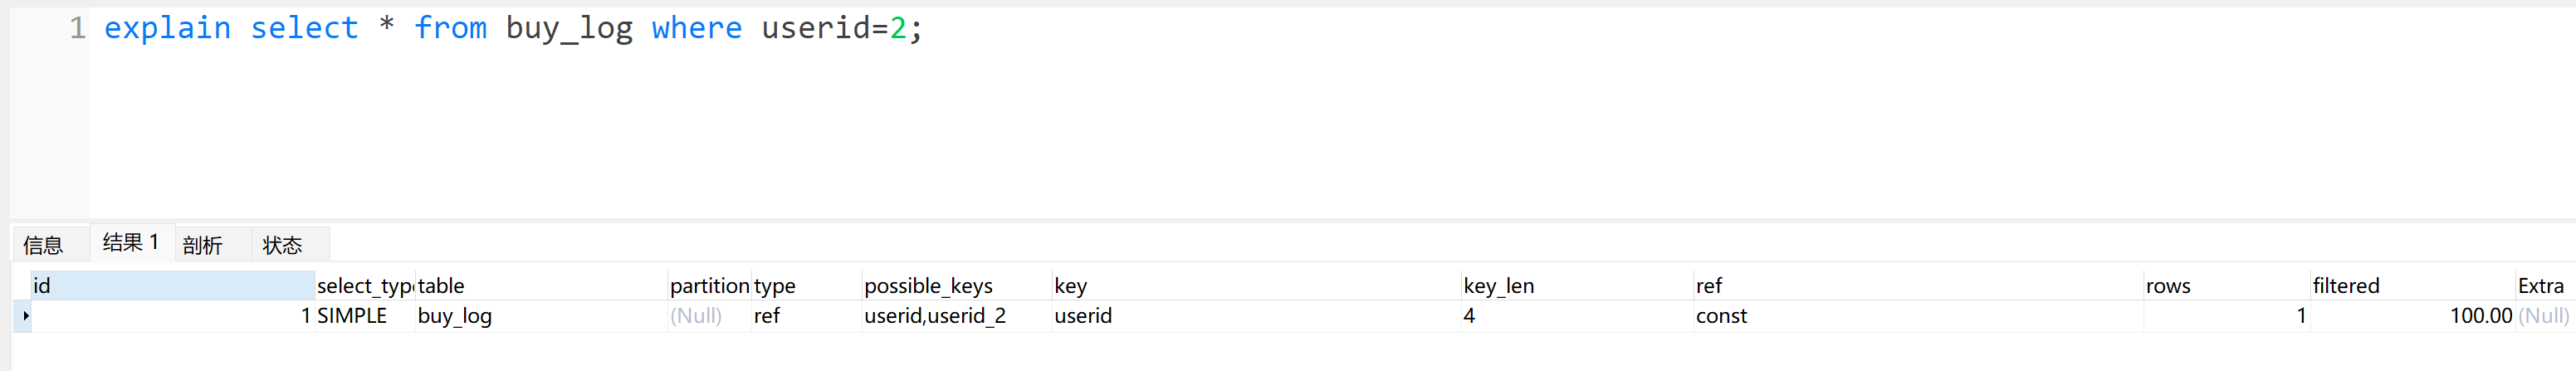 1 explain select * from buy_log where userid=2;
信息 结果 1 剖析 状态
id select_type table partition type possible_keys key key_len ref rows filtered Extra
1 SIMPLE buy_log (Null) ref userid,userid_2 userid 4 const 1 100.00 (Null)